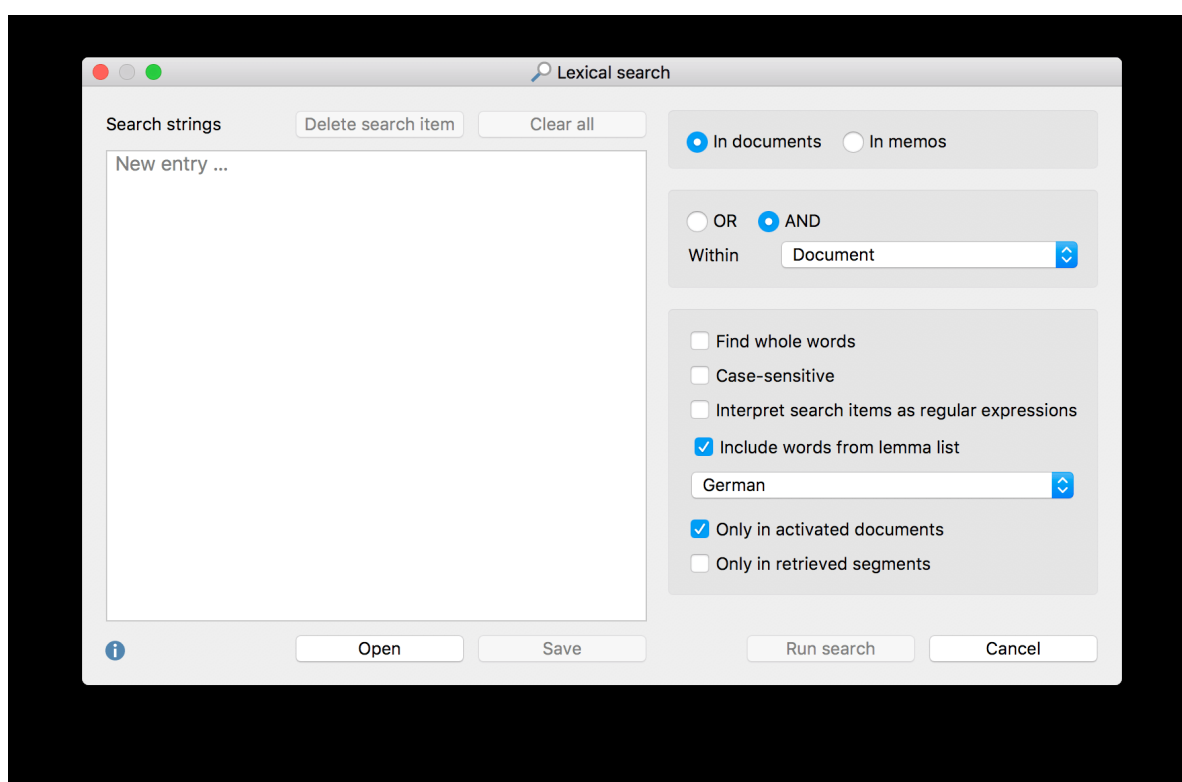 Lexical search
Search strings
Delete search item
Clear all
New entry ...
In documents
In memos
OR
AND
Within
Document
Find whole words
Case-sensitive
Interpret search items as regular expressions
Include words from lemma list
German
Only in activated documents
Only in retrieved segments
Open
Save
Run search
Cancel